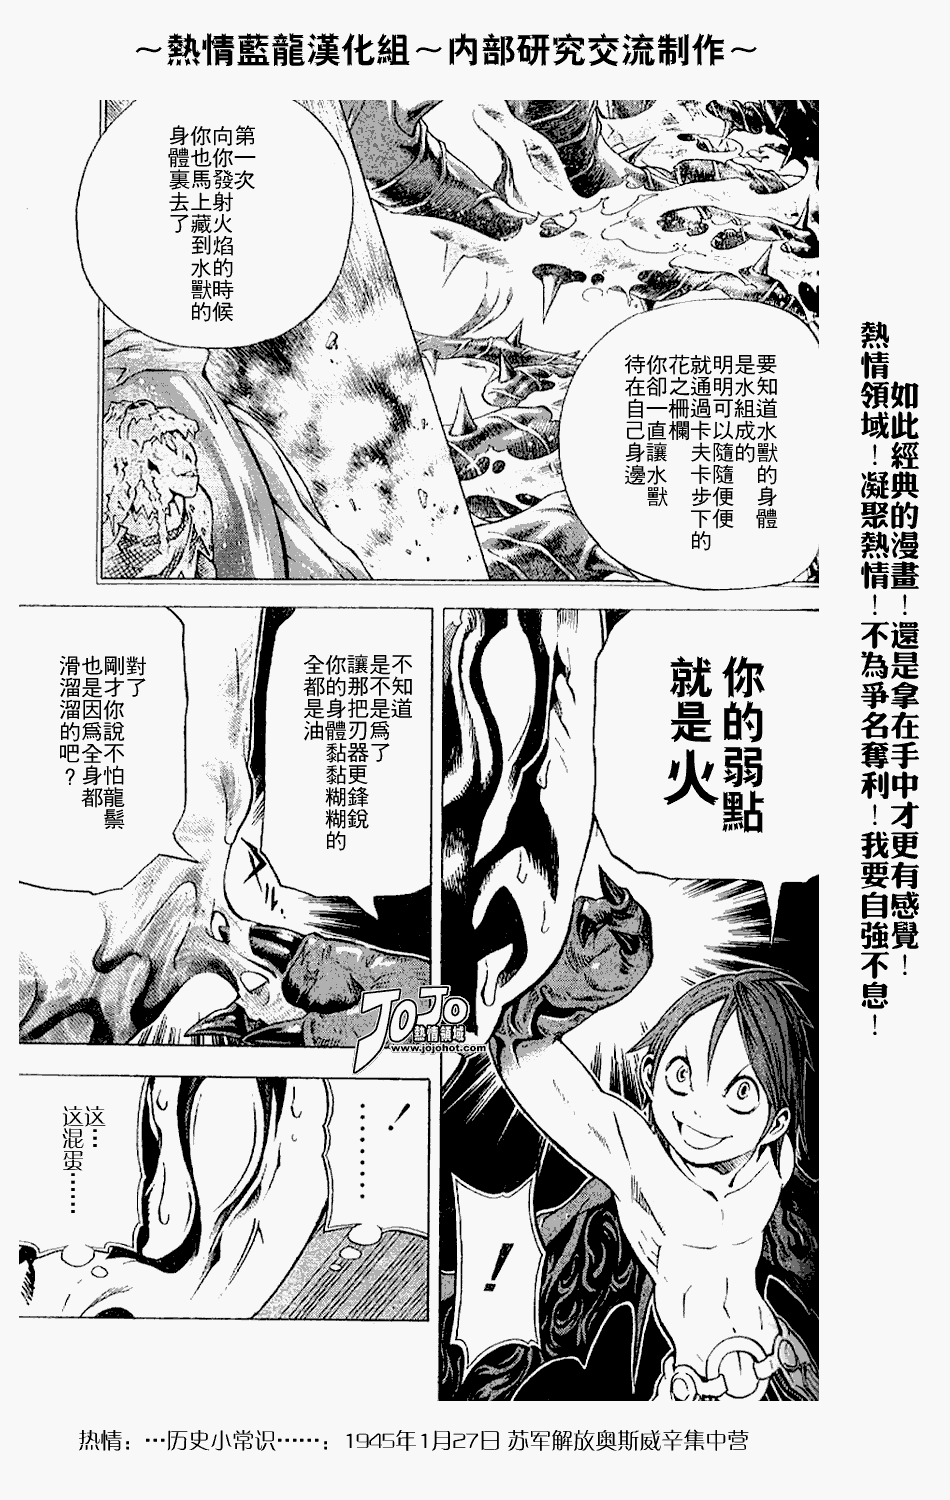 ～熱情藍龍漢化組～内部研究交流制作～
要知道水獸的身體
是水組成的
明明可以隨隨便便
就通過卡夫卡步下的
花之柵欄
你卻一直讓水獸
待在自己身邊
第一次
向你發射火焰的時候
你也馬上藏到水獸的
身體裏去了
你的弱點
就是火
不知道
是不是爲了
讓那把刃器更鋒銳
你的身體黏黏糊糊的
全都是油
對了
剛才你說不怕龍鬃
也是因爲全身都
滑溜溜的吧？
！
！
……
这…
这混蛋……
JOJO
熱情領域
www.jojohot.com
如此經典的漫畫！還是拿在手中才更有感覺！
熱情領域！凝聚熱情！不為爭名奪利！我要自強不息！
热情：…历史小常识……：1945年1月27日 苏军解放奥斯威辛集中营